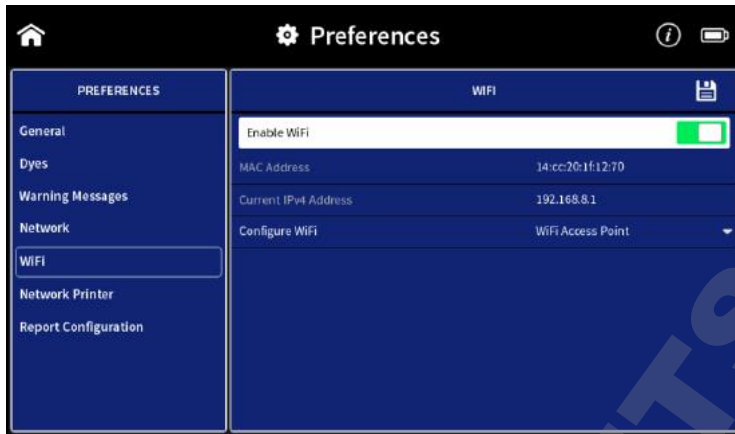 Preferences
PREFERENCES
General
Dyes
Warning Messages
Network
WiFi
Network Printer
Report Configuration
WIFI
Enable WiFi
MAC Address 14:cc:20:1f:12:70
Current IPv4 Address 192.168.8.1
Configure WiFi WiFi Access Point